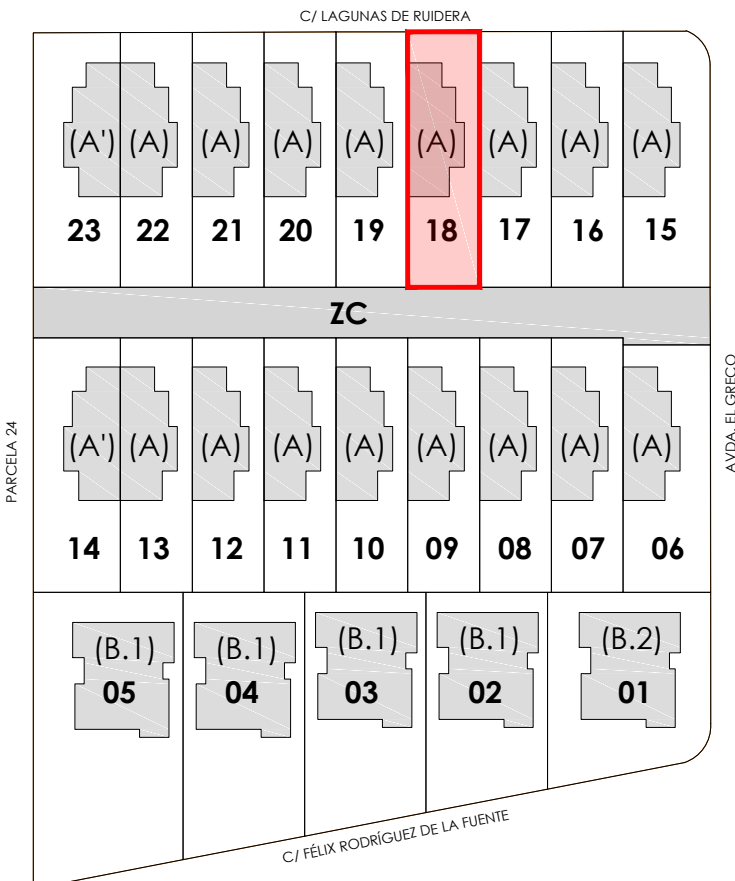 C/ LAGUNAS DE RUIDERA
(A') (A) (A) (A) (A) (A) (A) (A) (A)
23 22 21 20 19 18 17 16 15
ZC
PARCELA 24
AVDA. EL GRECO
(A') (A) (A) (A) (A) (A) (A) (A) (A)
14 13 12 11 10 09 08 07 06
(B.1) (B.1) (B.1) (B.1) (B.2)
05 04 03 02 01
C/ FÉLIX RODRÍGUEZ DE LA FUENTE